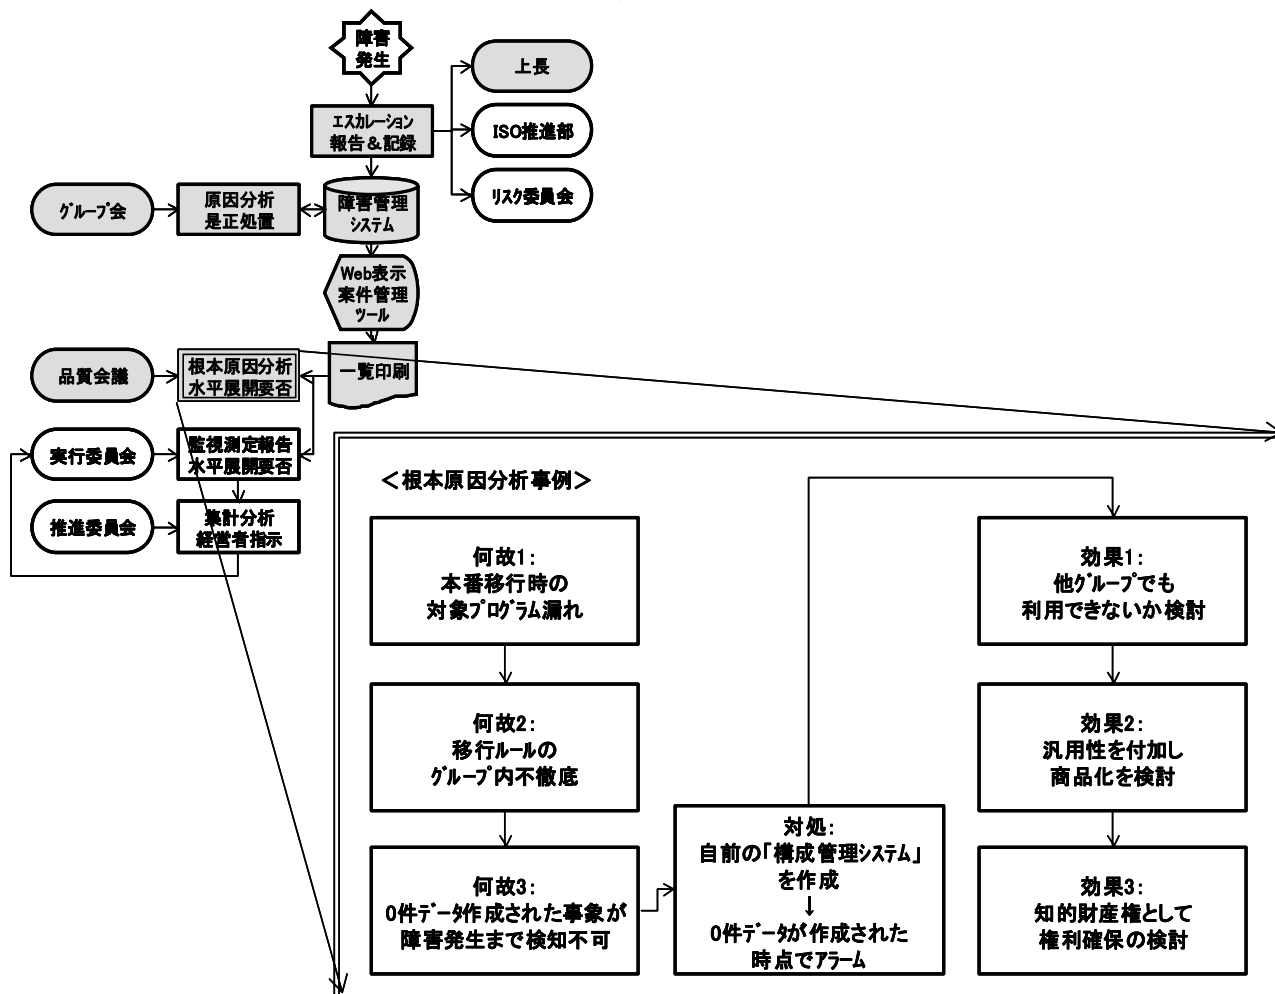 障害
発生
エスカレーション
報告&記録
上長
ISO推進部
リスク委員会
グループ会
原因分析
是正処置
障害管理
システム
Web表示
案件管理
ツール
品質会議
根本原因分析
水平展開要否
一覧印刷
実行委員会
監視測定報告
水平展開要否
推進委員会
集計分析
経営者指示
<根本原因分析事例>
何故1:
本番移行時の
対象プログラム漏れ
何故2:
移行ルールの
グループ内不徹底
何故3:
0件データ作成された事象が
障害発生まで検知不可
対処:
自前の「構成管理システム」
を作成
↓
0件データが作成された
時点でアラーム
効果1:
他グループでも
利用できないか検討
効果2:
汎用性を付加し
商品化を検討
効果3:
知的財産権として
権利確保の検討